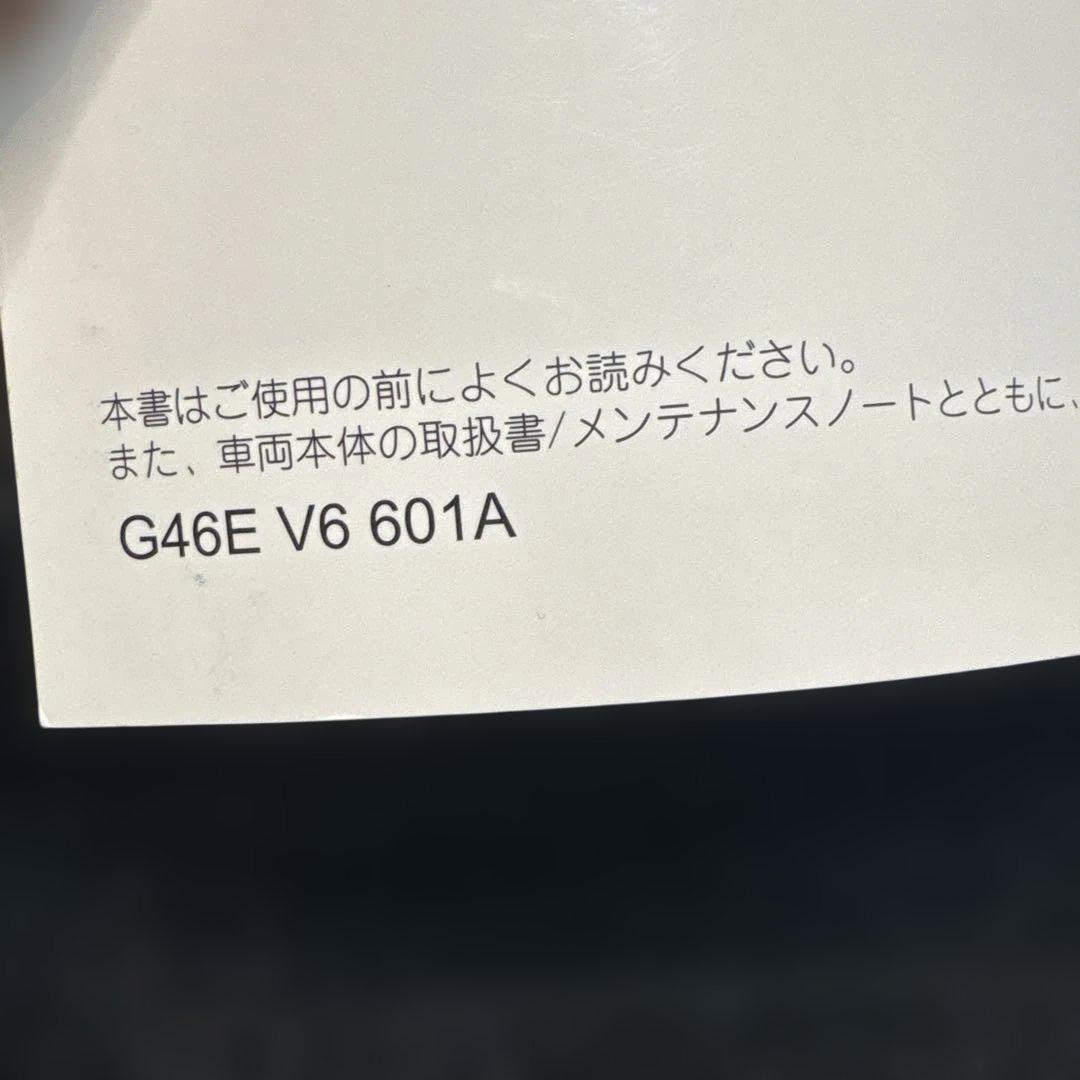 本書はご使用の前によくお読みください。
また、車両本体の取扱書/メンテナンスノートとともに、
G46E V6 601A